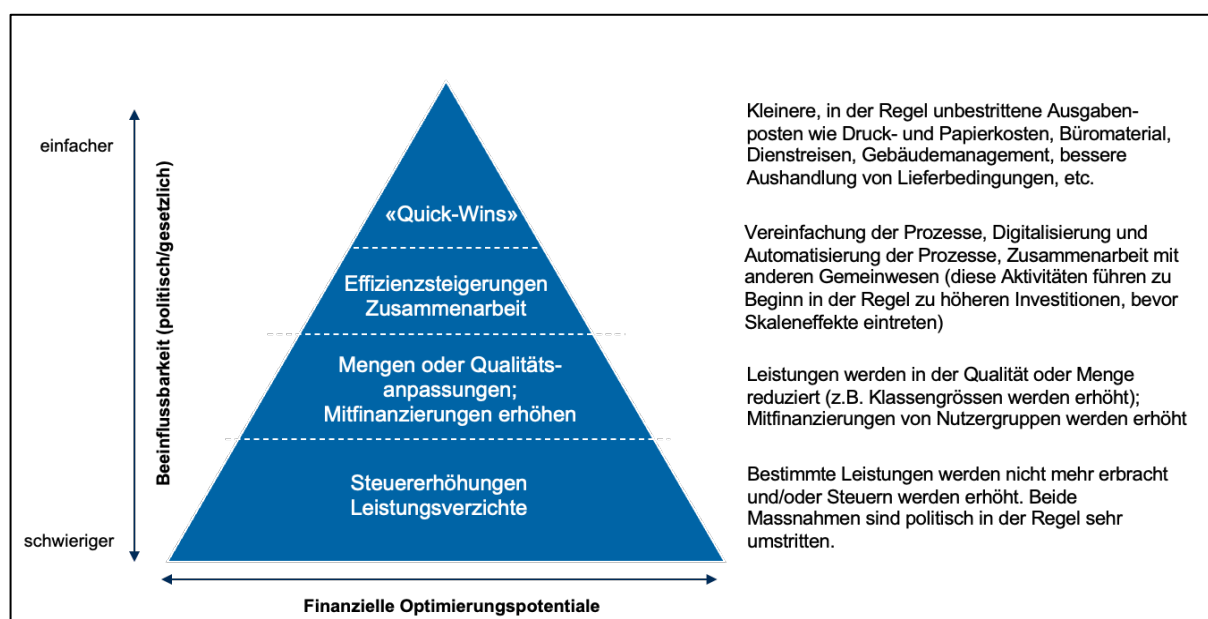 einfacher
Beeinflussbarkeit (politisch/gesetzlich)
schwieriger
«Quick-Wins»
Effizienzsteigerungen
Zusammenarbeit
Mengen oder Qualitäts-
anpassungen;
Mitfinanzierungen erhöhen
Steuererhöhungen
Leistungsverzichte
Finanzielle Optimierungspotentiale
Kleinere, in der Regel unbestrittene Ausgaben-
posten wie Druck- und Papierkosten, Büromaterial,
Dienstreisen, Gebäudemanagement, bessere
Aushandlung von Lieferbedingungen, etc.
Vereinfachung der Prozesse, Digitalisierung und
Automatisierung der Prozesse, Zusammenarbeit mit
anderen Gemeinwesen (diese Aktivitäten führen zu
Beginn in der Regel zu höheren Investitionen, bevor
Skaleneffekte eintreten)
Leistungen werden in der Qualität oder Menge
reduziert (z.B. Klassengrössen werden erhöht);
Mitfinanzierungen von Nutzergruppen werden erhöht
Bestimmte Leistungen werden nicht mehr erbracht
und/oder Steuern werden erhöht. Beide
Massnahmen sind politisch in der Regel sehr
umstritten.